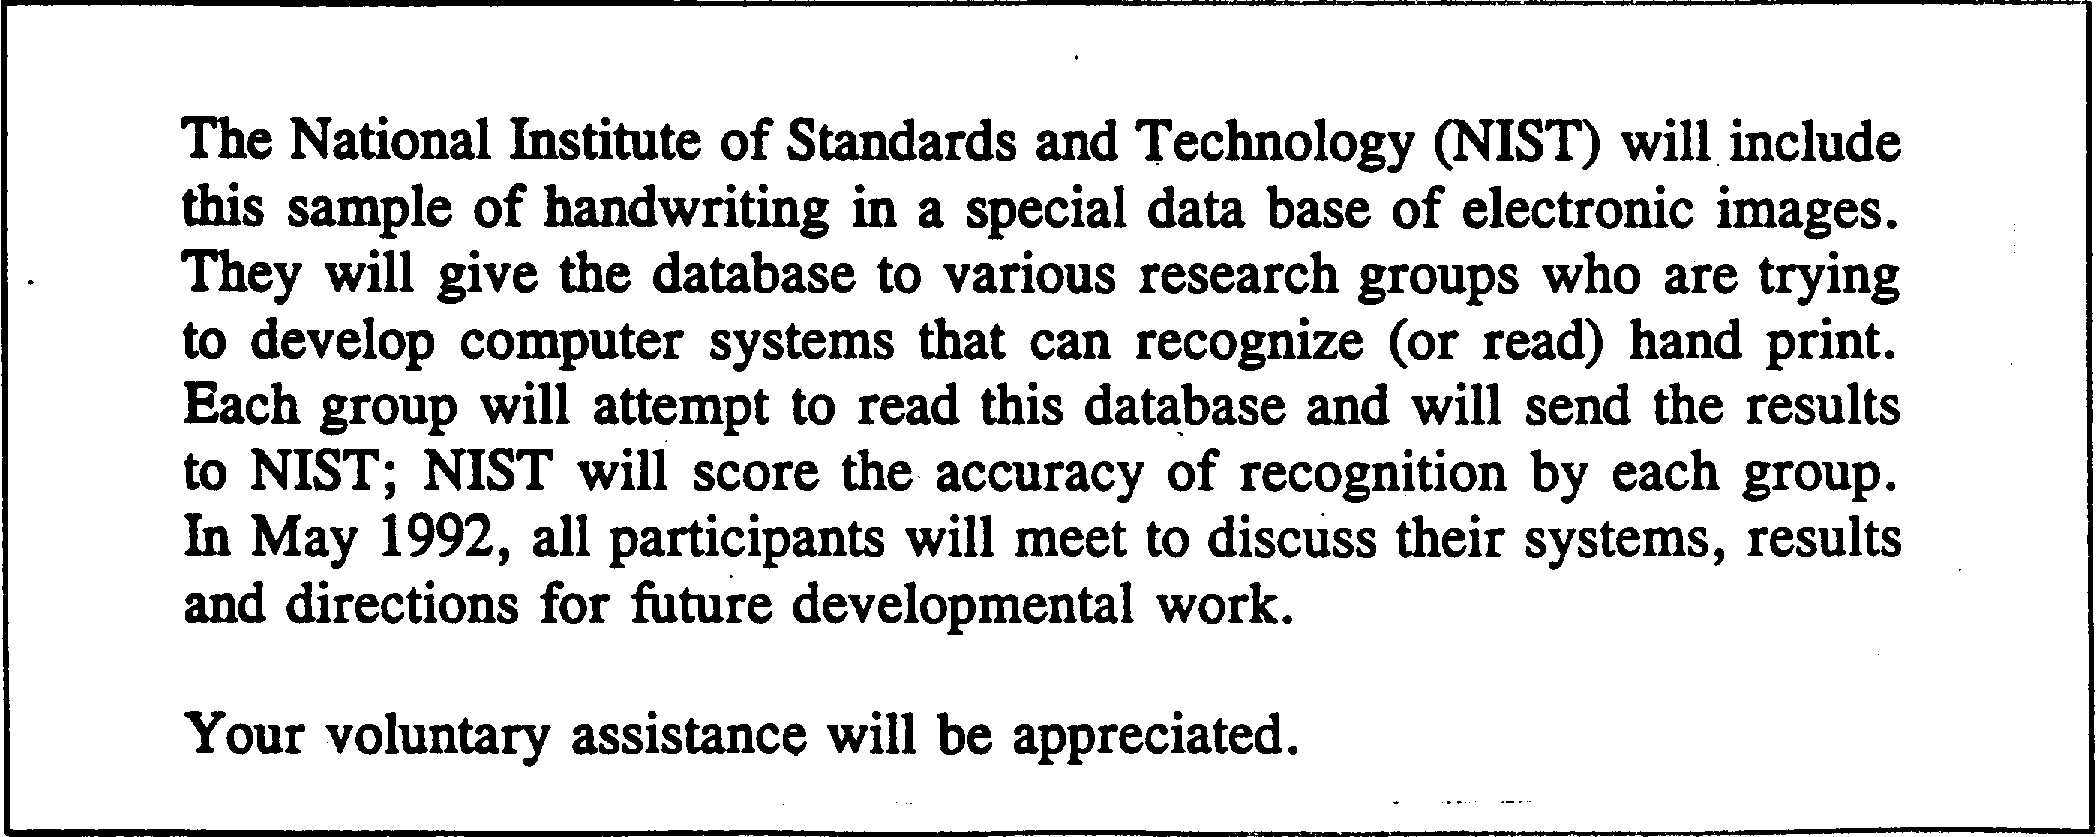 The National Institute of Standards and Technology (NIST) will include
this sample of handwriting in a special data base of electronic images.
They will give the database to various research groups who are trying
to develop computer systems that can recognize (or read) hand print.
Each group will attempt to read this database and will send the results
to NIST; NIST will score the accuracy of recognition by each group.
In May 1992, all participants will meet to discuss their systems, results
and directions for future developmental work.
Your voluntary assistance will be appreciated.